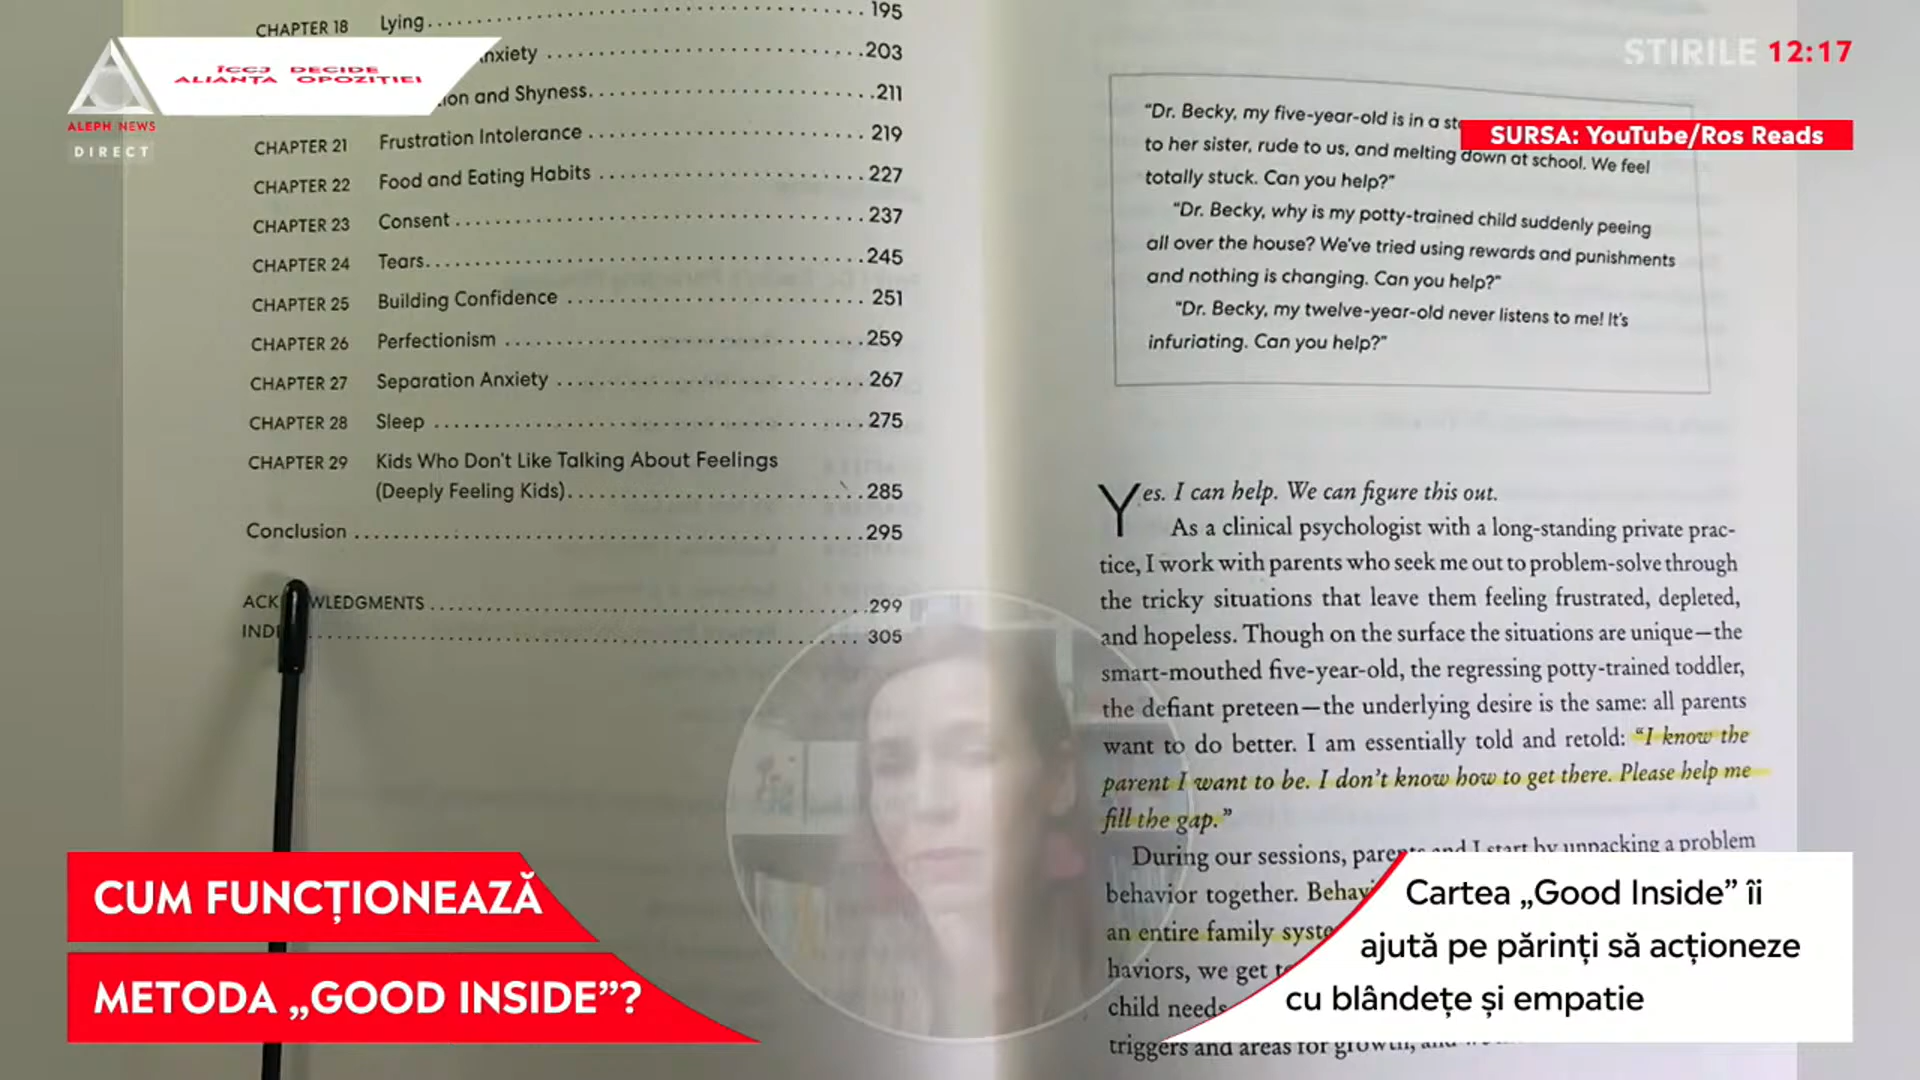 CHAPTER 18 Lying 195
nxiety 203
ion and Shyness 211
CHAPTER 21 Frustration Intolerance 219
CHAPTER 22 Food and Eating Habits 227
CHAPTER 23 Consent 237
CHAPTER 24 Tears 245
CHAPTER 25 Building Confidence 251
CHAPTER 26 Perfectionism 259
CHAPTER 27 Separation Anxiety 267
CHAPTER 28 Sleep 275
CHAPTER 29 Kids Who Don't Like Talking About Feelings
(Deeply Feeling Kids) 285
Conclusion 295
ACK WLEDGMENTS 299
IND 305
ÎCCJ DECIDE
ALIANȚA OPOZIȚIEI
ALEPH NEWS
DIRECT
STIRILE 12:17
SURSA: YouTube/Ros Reads
“Dr. Becky, my five-year-old is in a st
to her sister, rude to us, and melting down at school. We feel
totally stuck. Can you help?”
“Dr. Becky, why is my potty-trained child suddenly peeing
all over the house? We’ve tried using rewards and punishments
and nothing is changing. Can you help?”
“Dr. Becky, my twelve-year-old never listens to me! It’s
infuriating. Can you help?”
Yes. I can help. We can figure this out.
As a clinical psychologist with a long-standing private prac-
tice, I work with parents who seek me out to problem-solve through
the tricky situations that leave them feeling frustrated, depleted,
and hopeless. Though on the surface the situations are unique—the
smart-mouthed five-year-old, the regressing potty-trained toddler,
the defiant preteen—the underlying desire is the same: all parents
want to do better. I am essentially told and retold: “I know the
parent I want to be. I don’t know how to get there. Please help me
fill the gap.”
During our sessions, parents and I start by unpacking a problem
behavior together. Behav
an entire family syste
haviors, we get t
child needs
triggers and areas for growth, and
CUM FUNCȚIONEAZĂ
METODA „GOOD INSIDE”?
Cartea „Good Inside” îi
ajută pe părinți să acționeze
cu blândețe și empatie